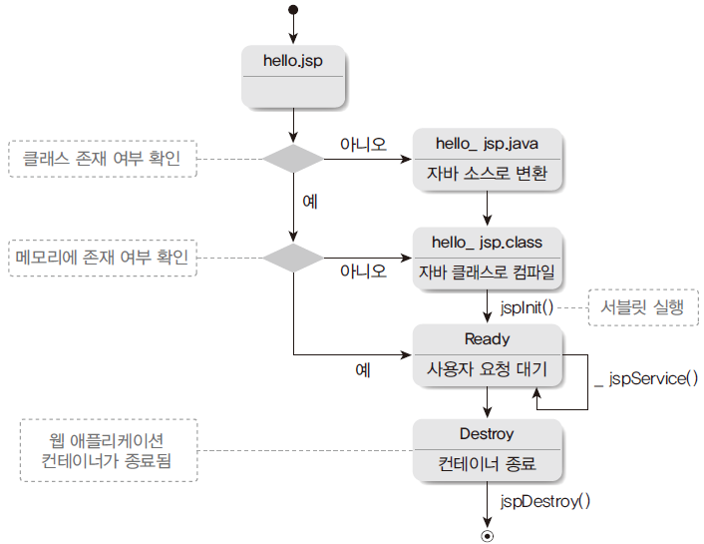 hello.jsp
클래스 존재 여부 확인
아니오
hello_ jsp.java
자바 소스로 변환
예
메모리에 존재 여부 확인
아니오
hello_ jsp.class
자바 클래스로 컴파일
jspInit()
서블릿 실행
Ready
사용자 요청 대기
예
_ jspService()
Destroy
컨테이너 종료
웹 애플리케이션
컨테이너가 종료됨
jspDestroy()